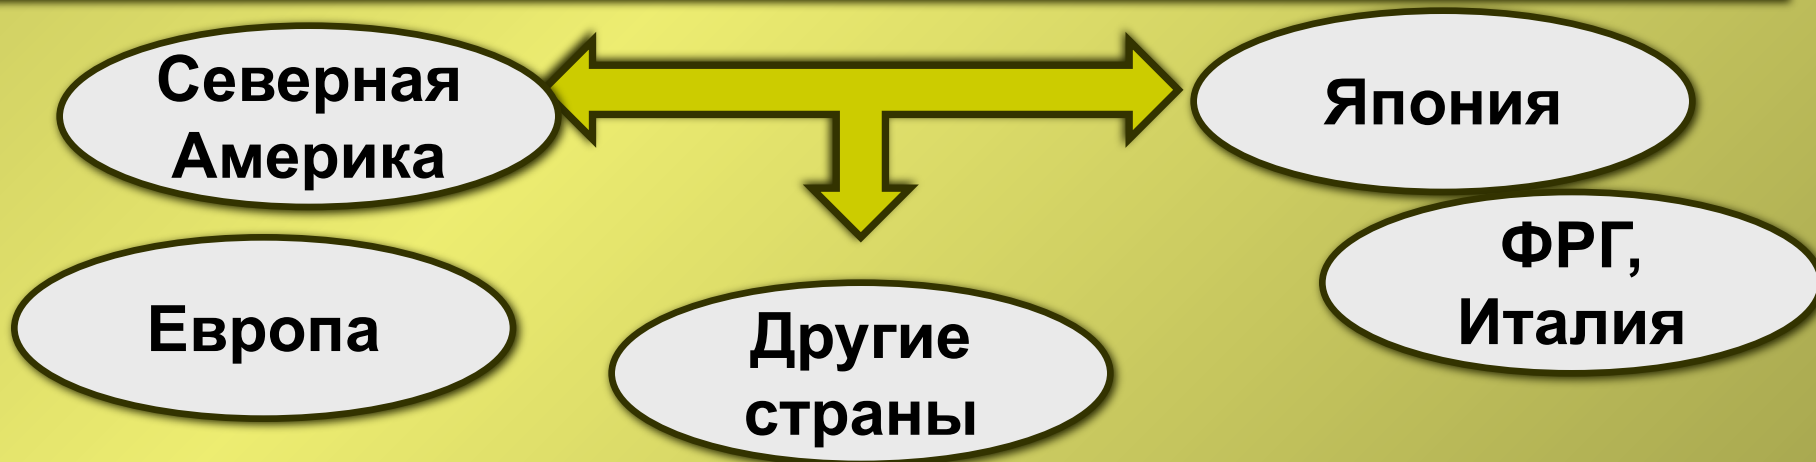 Северная
Америка
Япония
ФРГ,
Италия
Европа
Другие
страны